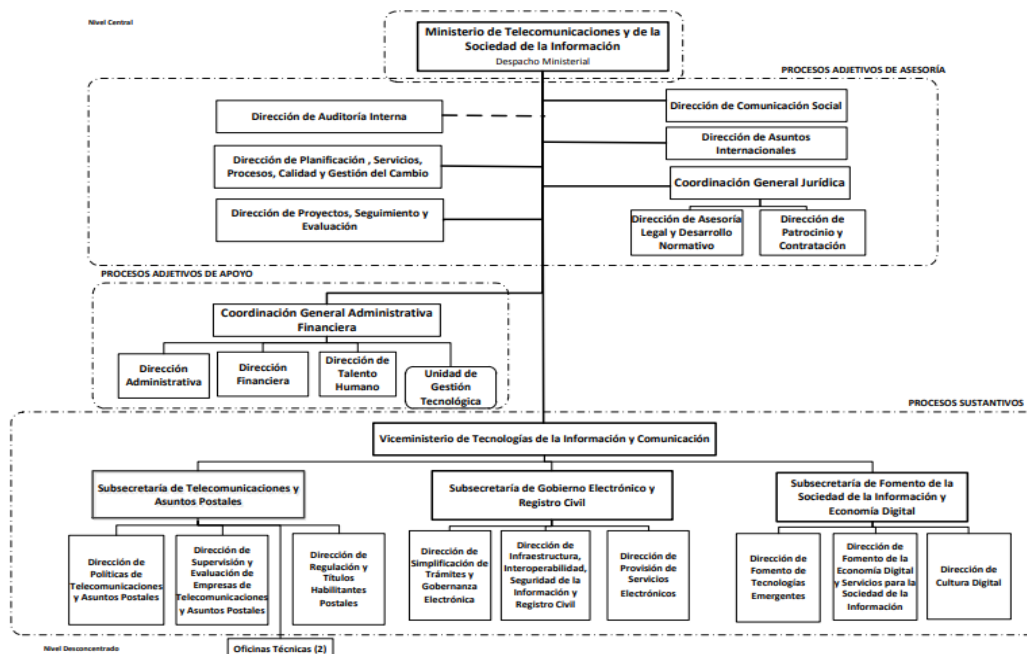 Nivel Central
Ministerio de Telecomunicaciones y de la
Sociedad de la Información
Despacho Ministerial
PROCESOS ADJETIVOS DE ASESORÍA
Dirección de Auditoría Interna
Dirección de Comunicación Social
Dirección de Asuntos
Internacionales
Dirección de Planificación , Servicios,
Procesos, Calidad y Gestión del Cambio
Coordinación General Jurídica
Dirección de Proyectos, Seguimiento y
Evaluación
Dirección de Asesoría
Legal y Desarrollo
Normativo
Dirección de
Patrocinio y
Contratación
PROCESOS ADJETIVOS DE APOYO
Coordinación General Administrativa
Financiera
Dirección
Administrativa
Dirección
Financiera
Dirección de
Talento
Humano
Unidad de
Gestión
Tecnológica
PROCESOS SUSTANTIVOS
Viceministerio de Tecnologías de la Información y Comunicación
Subsecretaría de Telecomunicaciones y
Asuntos Postales
Subsecretaría de Gobierno Electrónico y
Registro Civil
Subsecretaría de Fomento de la
Sociedad de la Información y
Economía Digital
Dirección de
Políticas de
Telecomunicaciones
y Asuntos Postales
Dirección de
Supervisión y
Evaluación de
Empresas de
Telecomunicaciones
y Asuntos Postales
Dirección de
Regulación y
Títulos
Habilitantes
Postales
Dirección de
Simplificación de
Trámites y
Gobernanza
Electrónica
Dirección de
Infraestructura,
Interoperabilidad,
Seguridad de la
Información y
Registro Civil
Dirección de
Provisión de
Servicios
Electrónicos
Dirección de
Fomento de
Tecnologías
Emergentes
Dirección de
Fomento de la
Economía Digital
y Servicios para la
Sociedad de la
Información
Dirección de
Cultura Digital
Nivel Desconcentrado
Oficinas Técnicas (2)